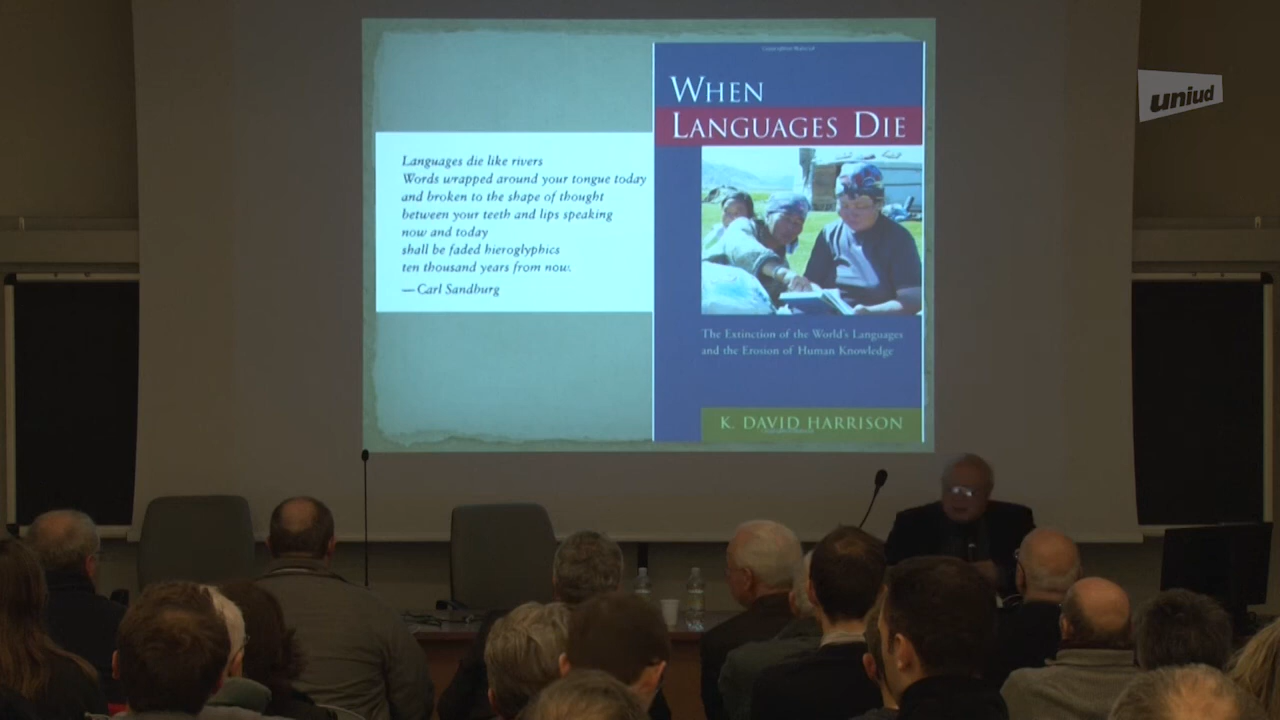 Languages die like rivers
Words wrapped around your tongue today
and broken to the shape of thought
between your teeth and lips speaking
now and today
shall be faded hieroglyphics
ten thousand years from now.
—Carl Sandburg
WHEN
LANGUAGES DIE
The Extinction of the World's Languages
and the Erosion of Human Knowledge
K. DAVID HARRISON
uniud